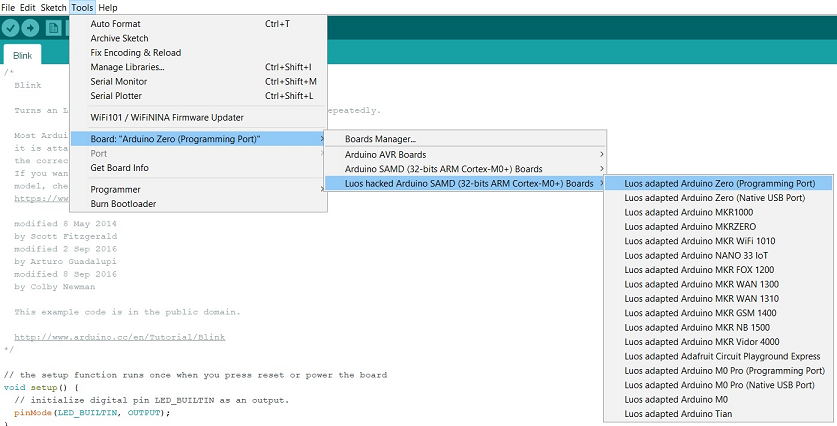 File Edit Sketch Tools Help
Blink
Auto Format Ctrl+T
Archive Sketch
Fix Encoding & Reload
Manage Libraries... Ctrl+Shift+I
Serial Monitor Ctrl+Shift+M
Serial Plotter Ctrl+Shift+L
WiFi101 / WiFiNINA Firmware Updater
Board: "Arduino Zero (Programming Port)"
Port
Get Board Info
Programmer
Burn Bootloader
Boards Manager...
Arduino AVR Boards
Arduino SAMD (32-bits ARM Cortex-M0+) Boards
Luos hacked Arduino SAMD (32-bits ARM Cortex-M0+) Boards
Luos adapted Arduino Zero (Programming Port)
Luos adapted Arduino Zero (Native USB Port)
Luos adapted Arduino MKR1000
Luos adapted Arduino MKRZERO
Luos adapted Arduino MKR WiFi 1010
Luos adapted Arduino NANO 33 IoT
Luos adapted Arduino MKR FOX 1200
Luos adapted Arduino MKR WAN 1300
Luos adapted Arduino MKR WAN 1310
Luos adapted Arduino MKR GSM 1400
Luos adapted Arduino MKR NB 1500
Luos adapted Arduino MKR Vidor 4000
Luos adapted Adafruit Circuit Playground Express
Luos adapted Arduino M0 Pro (Programming Port)
Luos adapted Arduino M0 Pro (Native USB Port)
Luos adapted Arduino M0
Luos adapted Arduino Tian
/*
Blink
Turns an L epeatedly.
Most Ardui
it is atta
the correc
If you wan
model, che
https://ww
modified 8 May 2014
by Scott Fitzgerald
modified 2 Sep 2016
by Arturo Guadalupi
modified 8 Sep 2016
by Colby Newman
This example code is in the public domain.
http://www.arduino.cc/en/Tutorial/Blink
*/
// the setup function runs once when you press reset or power the board
void setup() {
// initialize digital pin LED_BUILTIN as an output.
pinMode(LED_BUILTIN, OUTPUT);
}